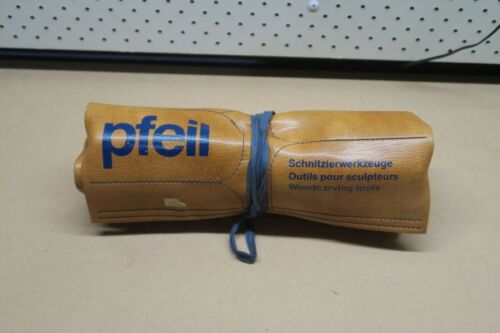 pfeil
Schnitzlerwerkzeuge
Outils pour sculpteurs
Woodcarving tools